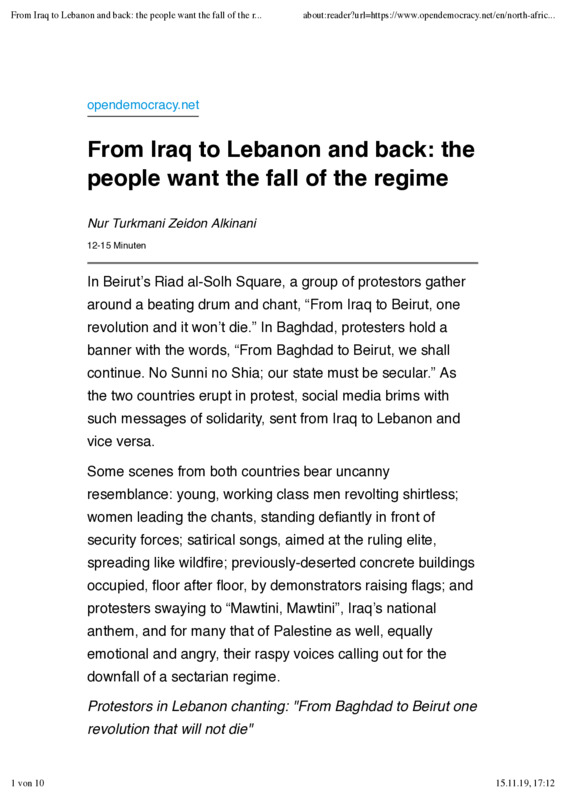 From Iraq to Lebanon and back: the people want the fall of the r...
about:reader?url=https://www.opendemocracy.net/en/north-afric...
opendemocracy.net
From Iraq to Lebanon and back: the
people want the fall of the regime
Nur Turkmani Zeidon Alkinani
12-15 Minuten
In Beirut’s Riad al-Solh Square, a group of protestors gather
around a beating drum and chant, “From Iraq to Beirut, one
revolution and it won’t die.” In Baghdad, protesters hold a
banner with the words, “From Baghdad to Beirut, we shall
continue. No Sunni no Shia; our state must be secular.” As
the two countries erupt in protest, social media brims with
such messages of solidarity, sent from Iraq to Lebanon and
vice versa.
Some scenes from both countries bear uncanny
resemblance: young, working class men revolting shirtless;
women leading the chants, standing defiantly in front of
security forces; satirical songs, aimed at the ruling elite,
spreading like wildfire; previously-deserted concrete buildings
occupied, floor after floor, by demonstrators raising flags; and
protesters swaying to “Mawtini, Mawtini”, Iraq’s national
anthem, and for many that of Palestine as well, equally
emotional and angry, their raspy voices calling out for the
downfall of a sectarian regime.
Protestors in Lebanon chanting: "From Baghdad to Beirut one
revolution that will not die"
1 von 10
15.11.19, 17:12